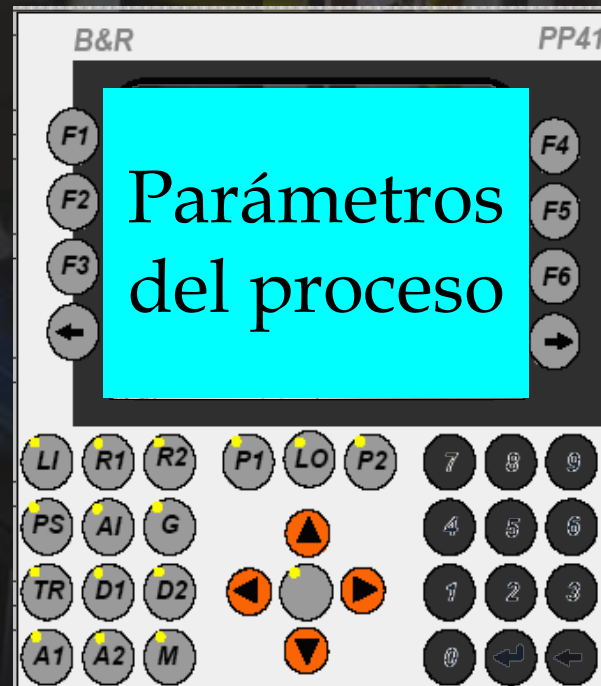 B&R PP41
F1 F4
Parámetros
F2 F5
del proceso
F3 F6
LI R1 R2 P1 LO P2 7 8 9
PS AI G 4 5 6
TR D1 D2 1 2 3
A1 A2 M 0